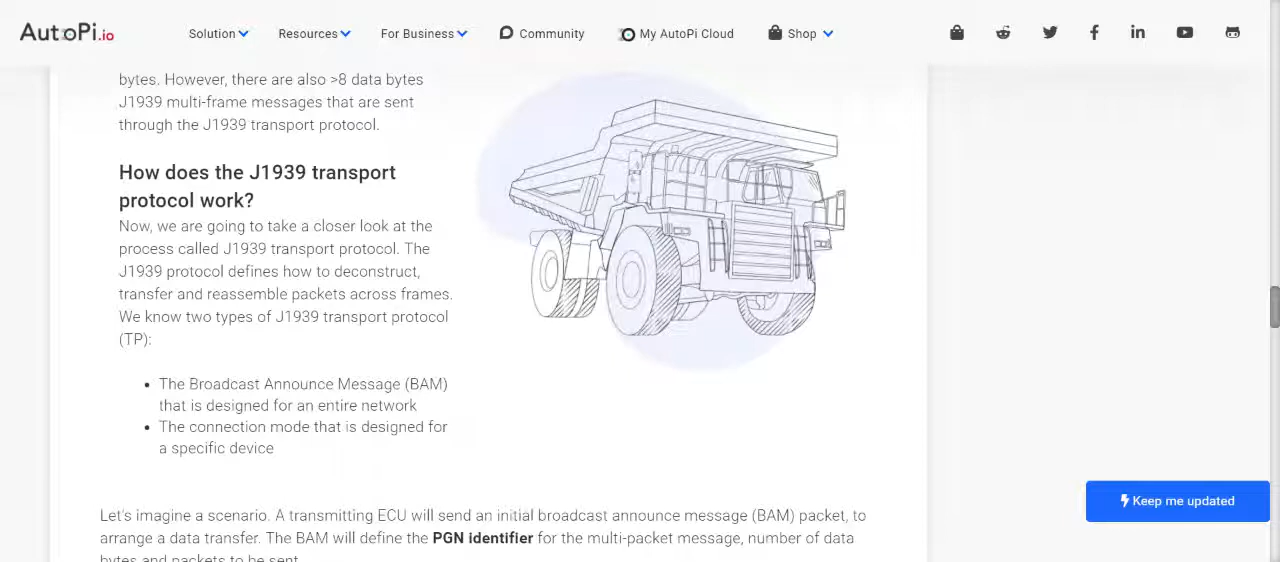 AutoPi.io
Solution Resources For Business Community My AutoPi Cloud Shop
bytes. However, there are also >8 data bytes
J1939 multi-frame messages that are sent
through the J1939 transport protocol.
How does the J1939 transport
protocol work?
Now, we are going to take a closer look at the
process called J1939 transport protocol. The
J1939 protocol defines how to deconstruct,
transfer and reassemble packets across frames.
We know two types of J1939 transport protocol
(TP):
• The Broadcast Announce Message (BAM)
that is designed for an entire network
• The connection mode that is designed for
a specific device
Keep me updated
Let's imagine a scenario. A transmitting ECU will send an initial broadcast announce message (BAM) packet, to
arrange a data transfer. The BAM will define the PGN identifier for the multi-packet message, number of data
bytes and packets to be sent.